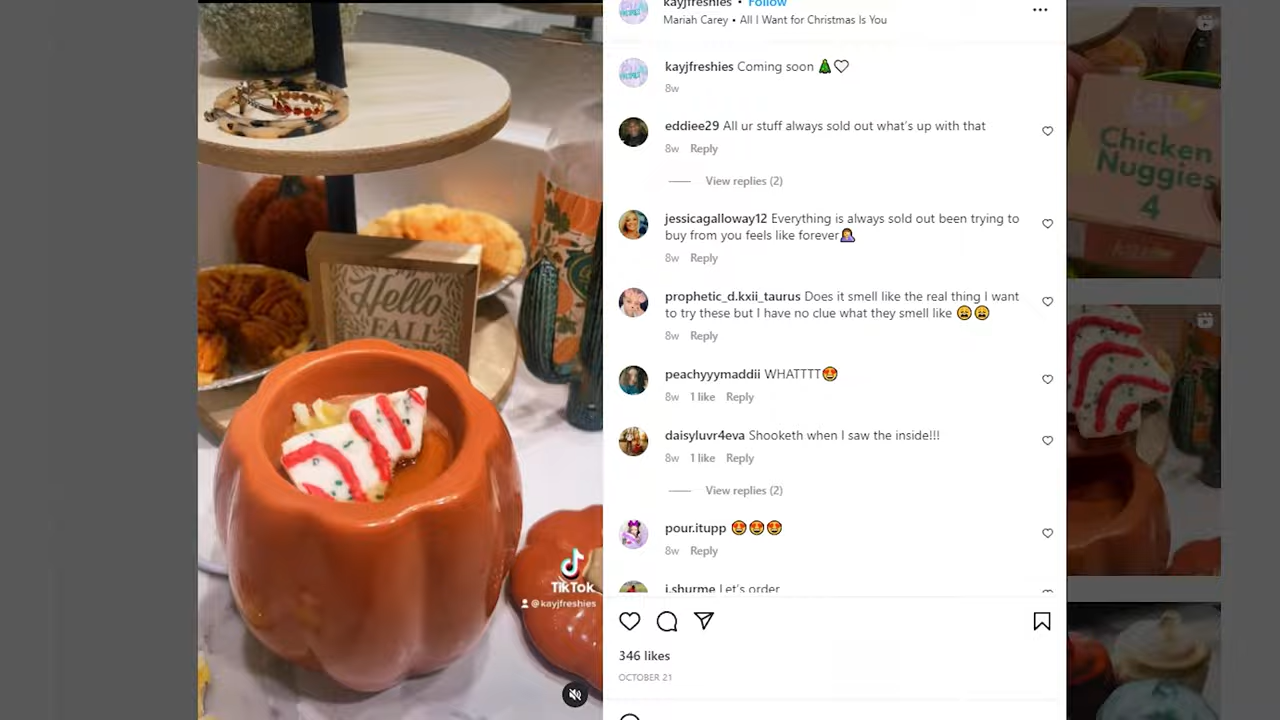 Hello
FALL
TikTok
@kayjfreshies
kayjfreshies • Follow
Mariah Carey • All I Want for Christmas Is You
kayjfreshies Coming soon 🎄🤍
8w
eddiee29 All ur stuff always sold out what's up with that
8w Reply
View replies (2)
jessicagalloway12 Everything is always sold out been trying to
buy from you feels like forever🤦‍♀️
8w Reply
prophetic_d.kxii_taurus Does it smell like the real thing I want
to try these but I have no clue what they smell like 😩😩
8w Reply
peachyyymaddii WHATTTT😍
8w 1 like Reply
daisyluvr4eva Shooketh when I saw the inside!!!
8w 1 like Reply
View replies (2)
pour.itupp 😍😍😍
8w Reply
i.shurme Let's order
346 likes
OCTOBER 21
Chicken
Nuggies
4